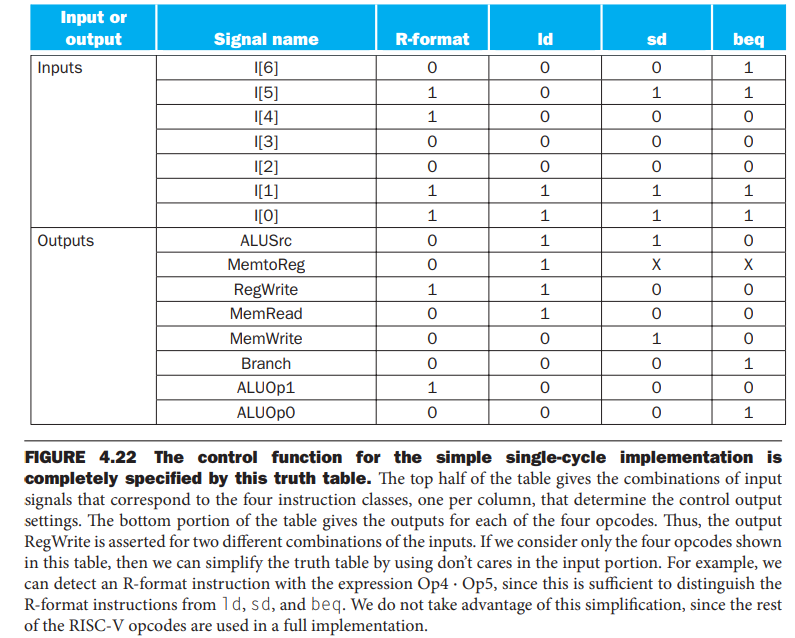 Input or output Signal name R-format ld sd beq
Inputs I[6] 0 0 0 1
I[5] 1 0 1 1
I[4] 1 0 0 0
I[3] 0 0 0 0
I[2] 0 0 0 0
I[1] 1 1 1 1
I[0] 1 1 1 1
Outputs ALUSrc 0 1 1 0
MemtoReg 0 1 X X
RegWrite 1 1 0 0
MemRead 0 1 0 0
MemWrite 0 0 1 0
Branch 0 0 0 1
ALUOp1 1 0 0 0
ALUOp0 0 0 0 1
FIGURE 4.22 The control function for the simple single-cycle implementation is
completely specified by this truth table. The top half of the table gives the combinations of input
signals that correspond to the four instruction classes, one per column, that determine the control output
settings. The bottom portion of the table gives the outputs for each of the four opcodes. Thus, the output
RegWrite is asserted for two different combinations of the inputs. If we consider only the four opcodes shown
in this table, then we can simplify the truth table by using don’t cares in the input portion. For example, we
can detect an R-format instruction with the expression Op4 · Op5, since this is sufficient to distinguish the
R-format instructions from ld, sd, and beq. We do not take advantage of this simplification, since the rest
of the RISC-V opcodes are used in a full implementation.